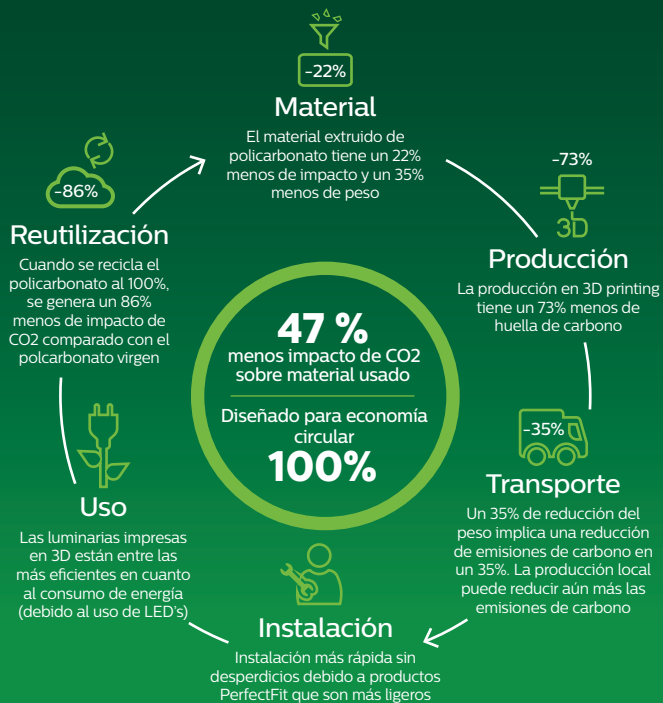 -22%
Material
El material extruido de
policarbonato tiene un 22%
menos de impacto y un 35%
menos de peso
-73%
3D
Producción
La producción en 3D printing
tiene un 73% menos de
huella de carbono
-35%
Transporte
Un 35% de reducción del
peso implica una reducción
de emisiones de carbono en
un 35%. La producción local
puede reducir aún más las
emisiones de carbono
Instalación
Instalación más rápida sin
desperdicios debido a productos
PerfectFit que son más ligeros
Uso
Las luminarias impresas
en 3D están entre las
más eficientes en cuanto
al consumo de energía
(debido al uso de LED's)
-86%
Reutilización
Cuando se recicla el
policarbonato al 100%,
se genera un 86%
menos de impacto de
CO2 comparado con el
polcarbonato virgen
47 %
menos impacto de CO2
sobre material usado
Diseñado para economía
circular
100%